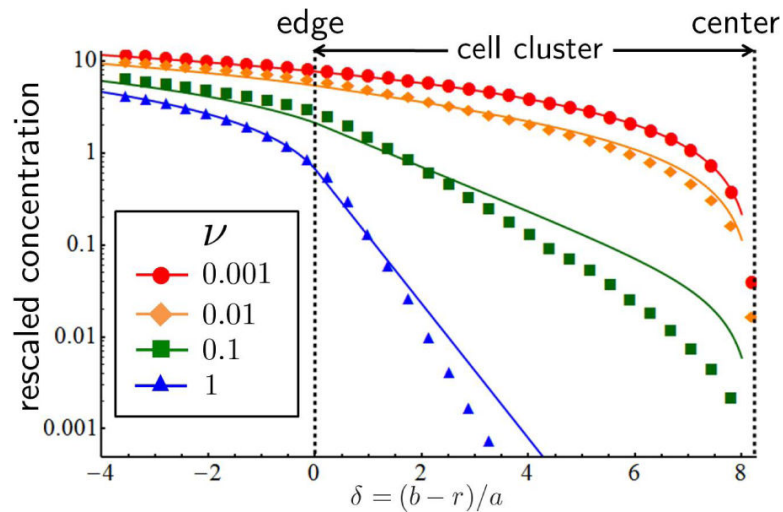 edge
center
cell cluster
rescaled concentration
10
1
0.1
0.01
0.001
ν
0.001
0.01
0.1
1
−4
−2
0
2
4
6
8
δ = (b − r)/a